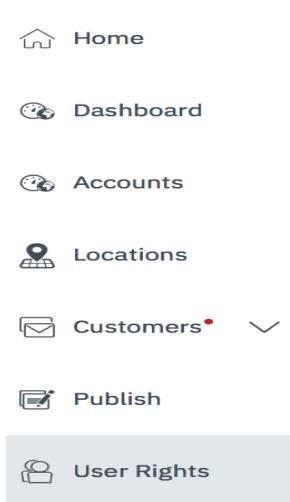 Home
Dashboard
Accounts
Locations
Customers
Publish
User Rights